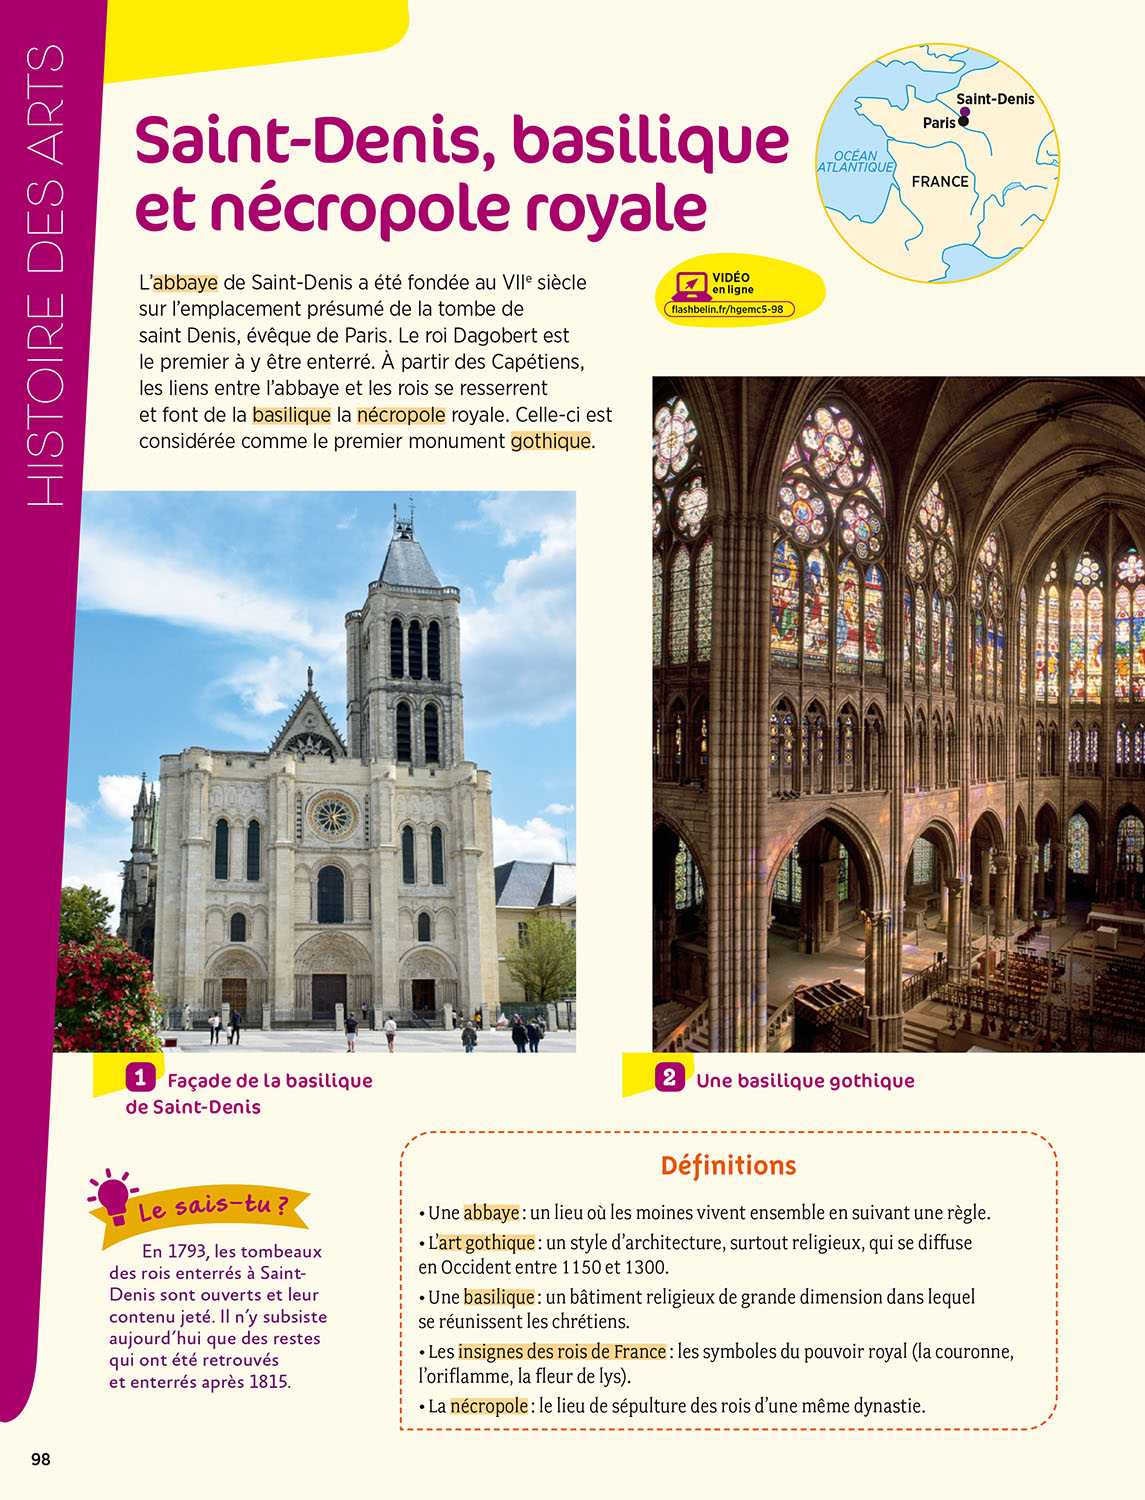 HISTOIRE DES ARTS
Saint-Denis, basilique
et nécropole royale
Saint-Denis
Paris
OCÉAN
ATLANTIQUE
FRANCE
L’abbaye de Saint-Denis a été fondée au VIIe siècle
sur l’emplacement présumé de la tombe de
saint Denis, évêque de Paris. Le roi Dagobert est
le premier à y être enterré. À partir des Capétiens,
les liens entre l’abbaye et les rois se resserrent
et font de la basilique la nécropole royale. Celle-ci est
considérée comme le premier monument gothique.
VIDÉO
en ligne
flashbelin.fr/hgemc5-98
1 Façade de la basilique
de Saint-Denis
2 Une basilique gothique
Le sais-tu ?
En 1793, les tombeaux
des rois enterrés à Saint-
Denis sont ouverts et leur
contenu jeté. Il n’y subsiste
aujourd’hui que des restes
qui ont été retrouvés
et enterrés après 1815.
Définitions
• Une abbaye : un lieu où les moines vivent ensemble en suivant une règle.
• L’art gothique : un style d’architecture, surtout religieux, qui se diffuse
en Occident entre 1150 et 1300.
• Une basilique : un bâtiment religieux de grande dimension dans lequel
se réunissent les chrétiens.
• Les insignes des rois de France : les symboles du pouvoir royal (la couronne,
l’oriflamme, la fleur de lys).
• La nécropole : le lieu de sépulture des rois d’une même dynastie.
98